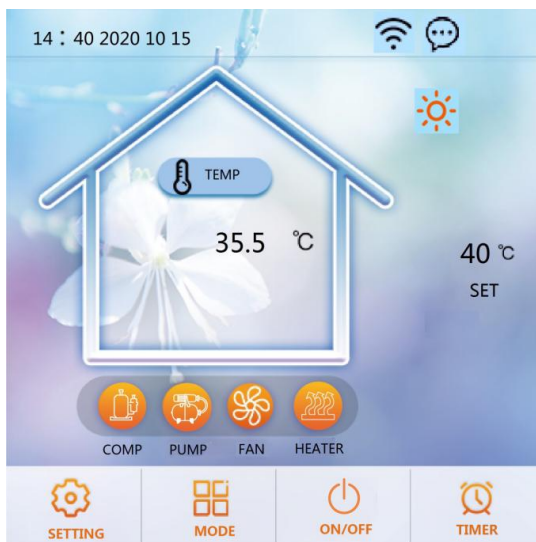 14：40 2020 10 15
TEMP
35.5 ℃
40 ℃
SET
COMP PUMP FAN HEATER
SETTING MODE ON/OFF TIMER